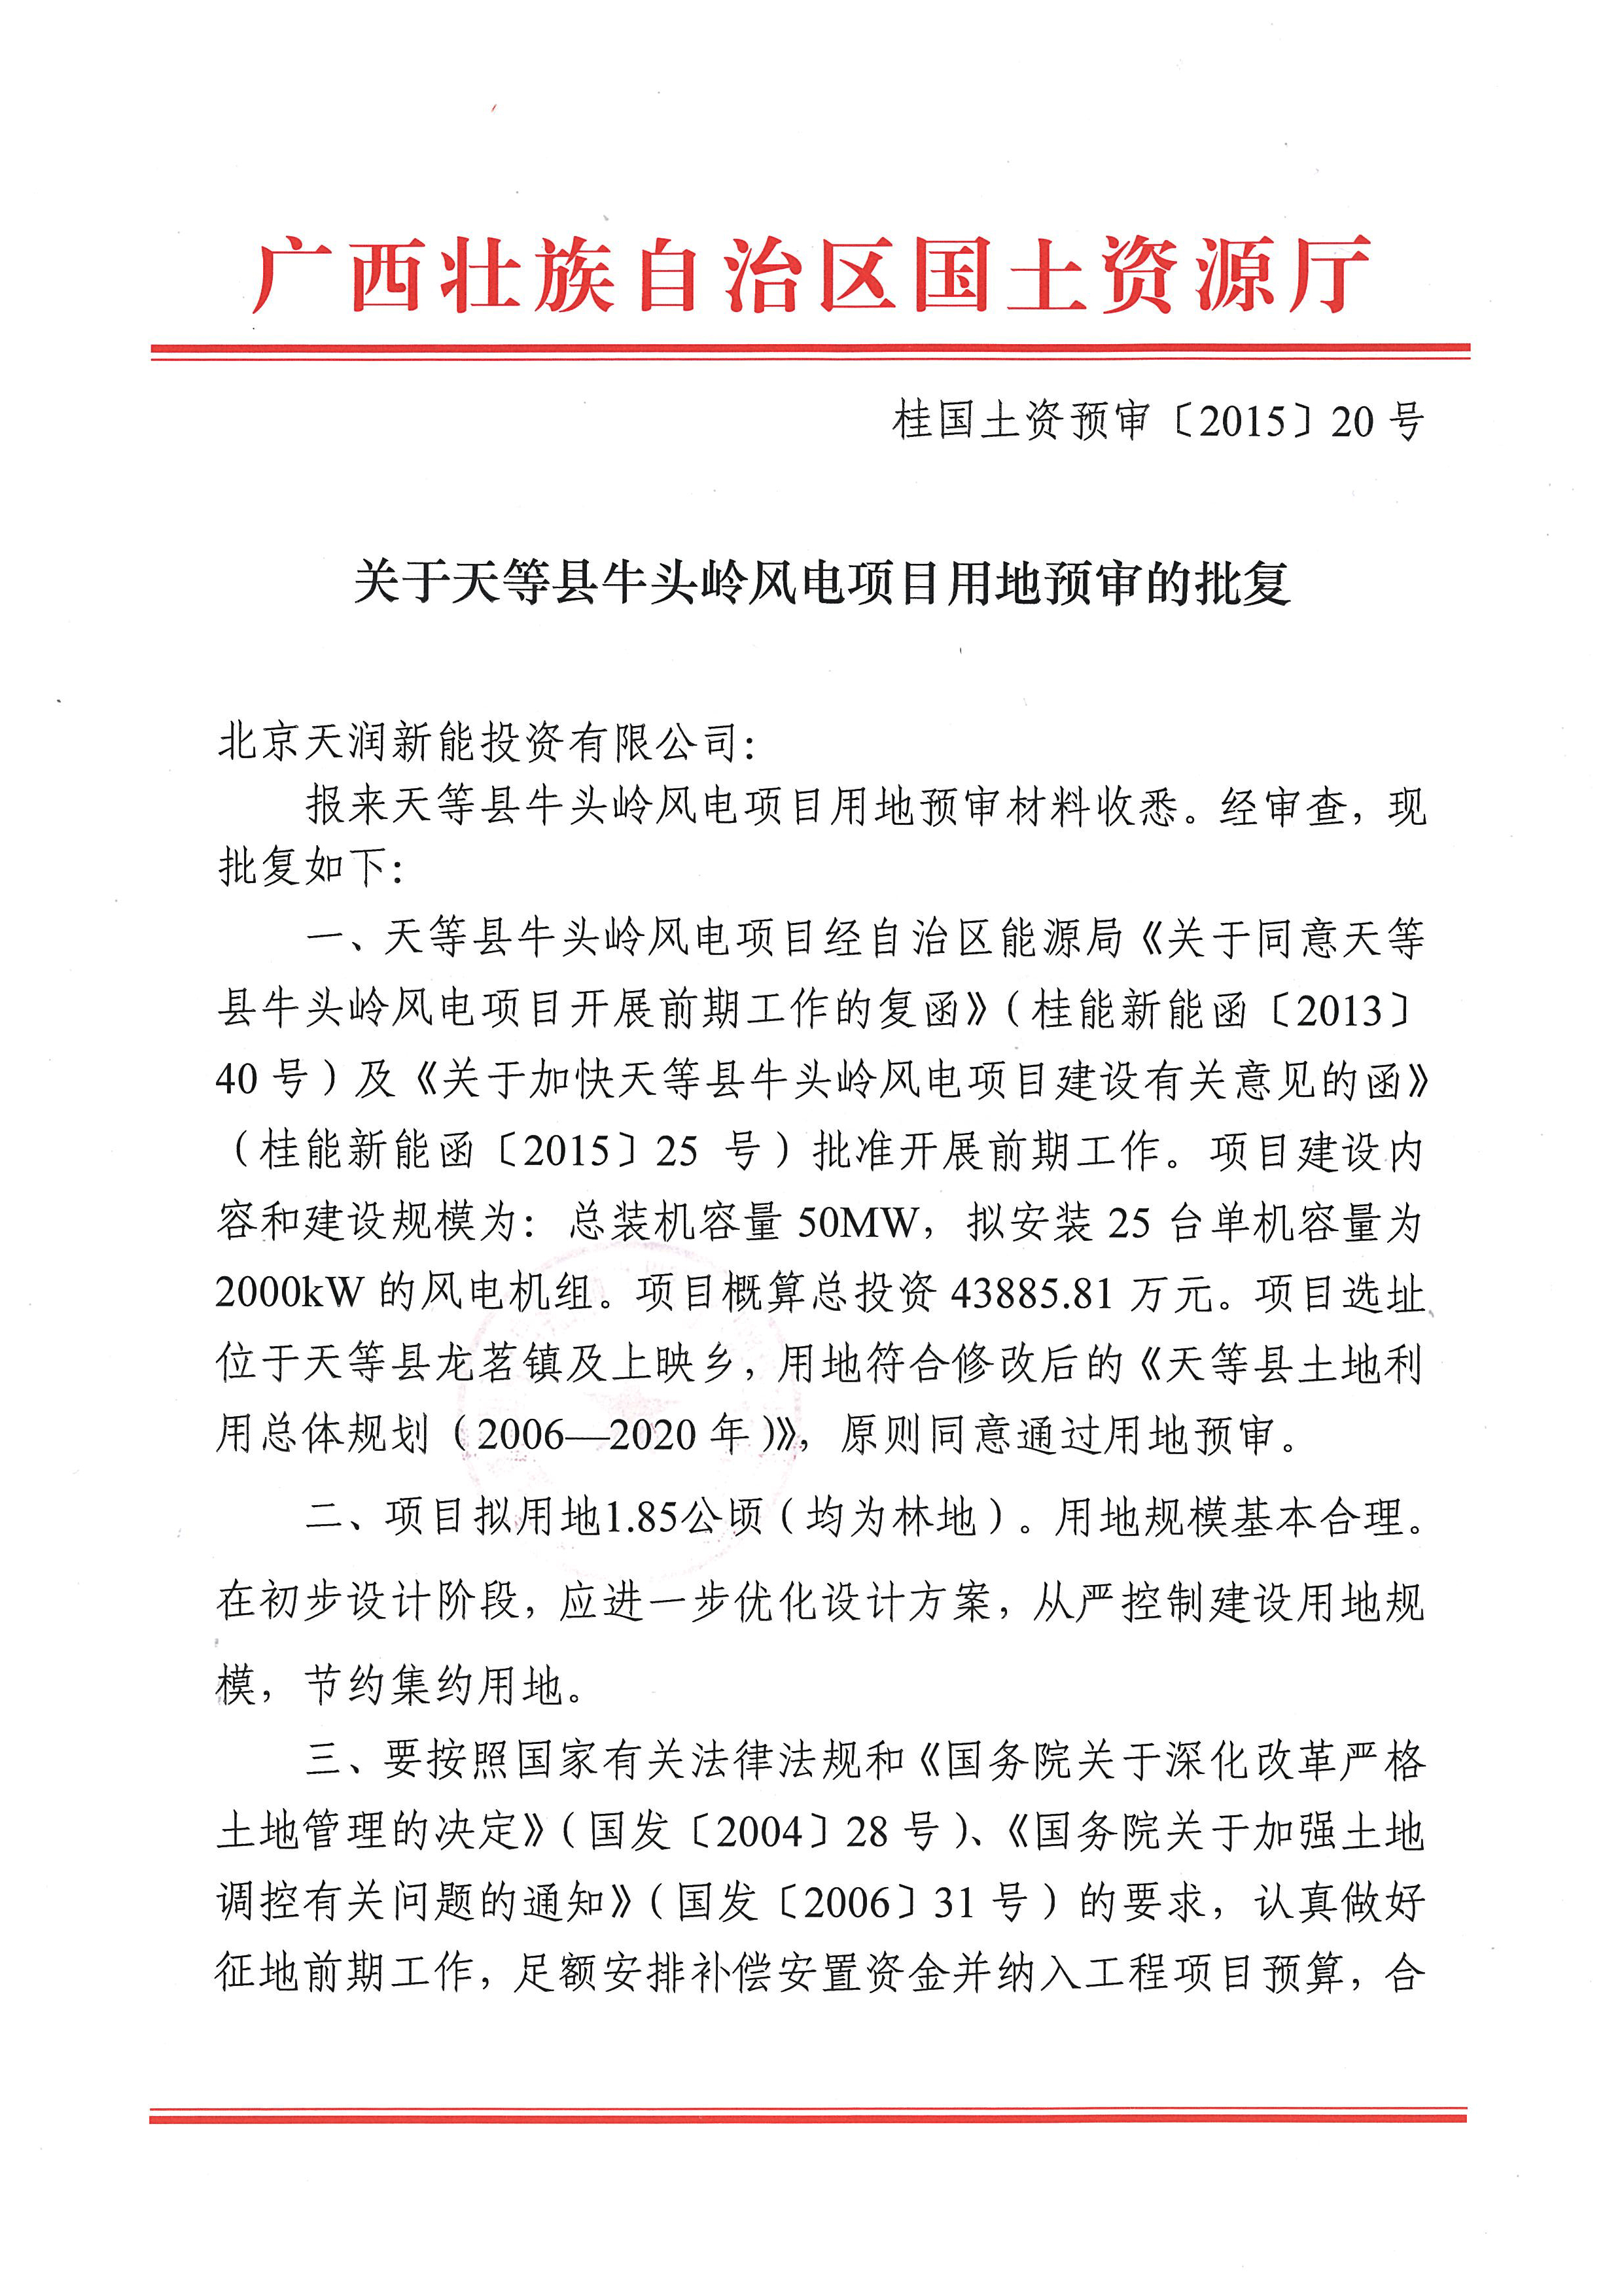 广西壮族自治区国土资源厅
桂国土资预审〔2015〕20 号
关于天等县牛头岭风电项目用地预审的批复
北京天润新能投资有限公司：
报来天等县牛头岭风电项目用地预审材料收悉。经审查，现
批复如下：
一、天等县牛头岭风电项目经自治区能源局《关于同意天等
县牛头岭风电项目开展前期工作的复函》（桂能新能函〔2013〕
40 号）及《关于加快天等县牛头岭风电项目建设有关意见的函》
（桂能新能函〔2015〕25 号）批准开展前期工作。项目建设内
容和建设规模为：总装机容量 50MW，拟安装 25 台单机容量为
2000kW 的风电机组。项目概算总投资 43885.81 万元。项目选址
位于天等县龙茗镇及上映乡，用地符合修改后的《天等县土地利
用总体规划（2006—2020 年）》，原则同意通过用地预审。
二、项目拟用地1.85公顷（均为林地）。用地规模基本合理。
在初步设计阶段，应进一步优化设计方案，从严控制建设用地规
模，节约集约用地。
三、要按照国家有关法律法规和《国务院关于深化改革严格
土地管理的决定》（国发〔2004〕28 号）、《国务院关于加强土地
调控有关问题的通知》（国发〔2006〕31 号）的要求，认真做好
征地前期工作，足额安排补偿安置资金并纳入工程项目预算，合